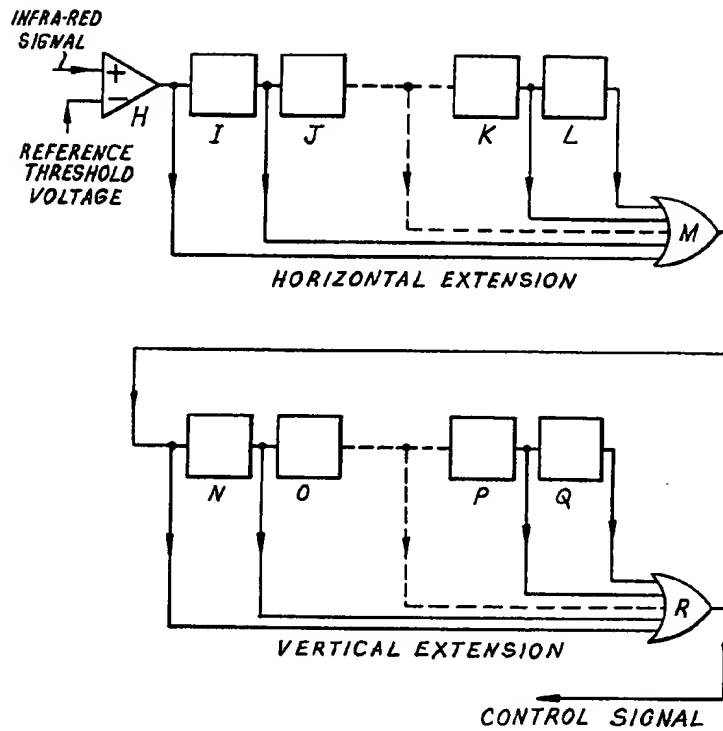 INFRA-RED
SIGNAL
+
−
H
REFERENCE
THRESHOLD
VOLTAGE
I
J
K
L
M
HORIZONTAL EXTENSION
N
O
P
Q
R
VERTICAL EXTENSION
CONTROL SIGNAL